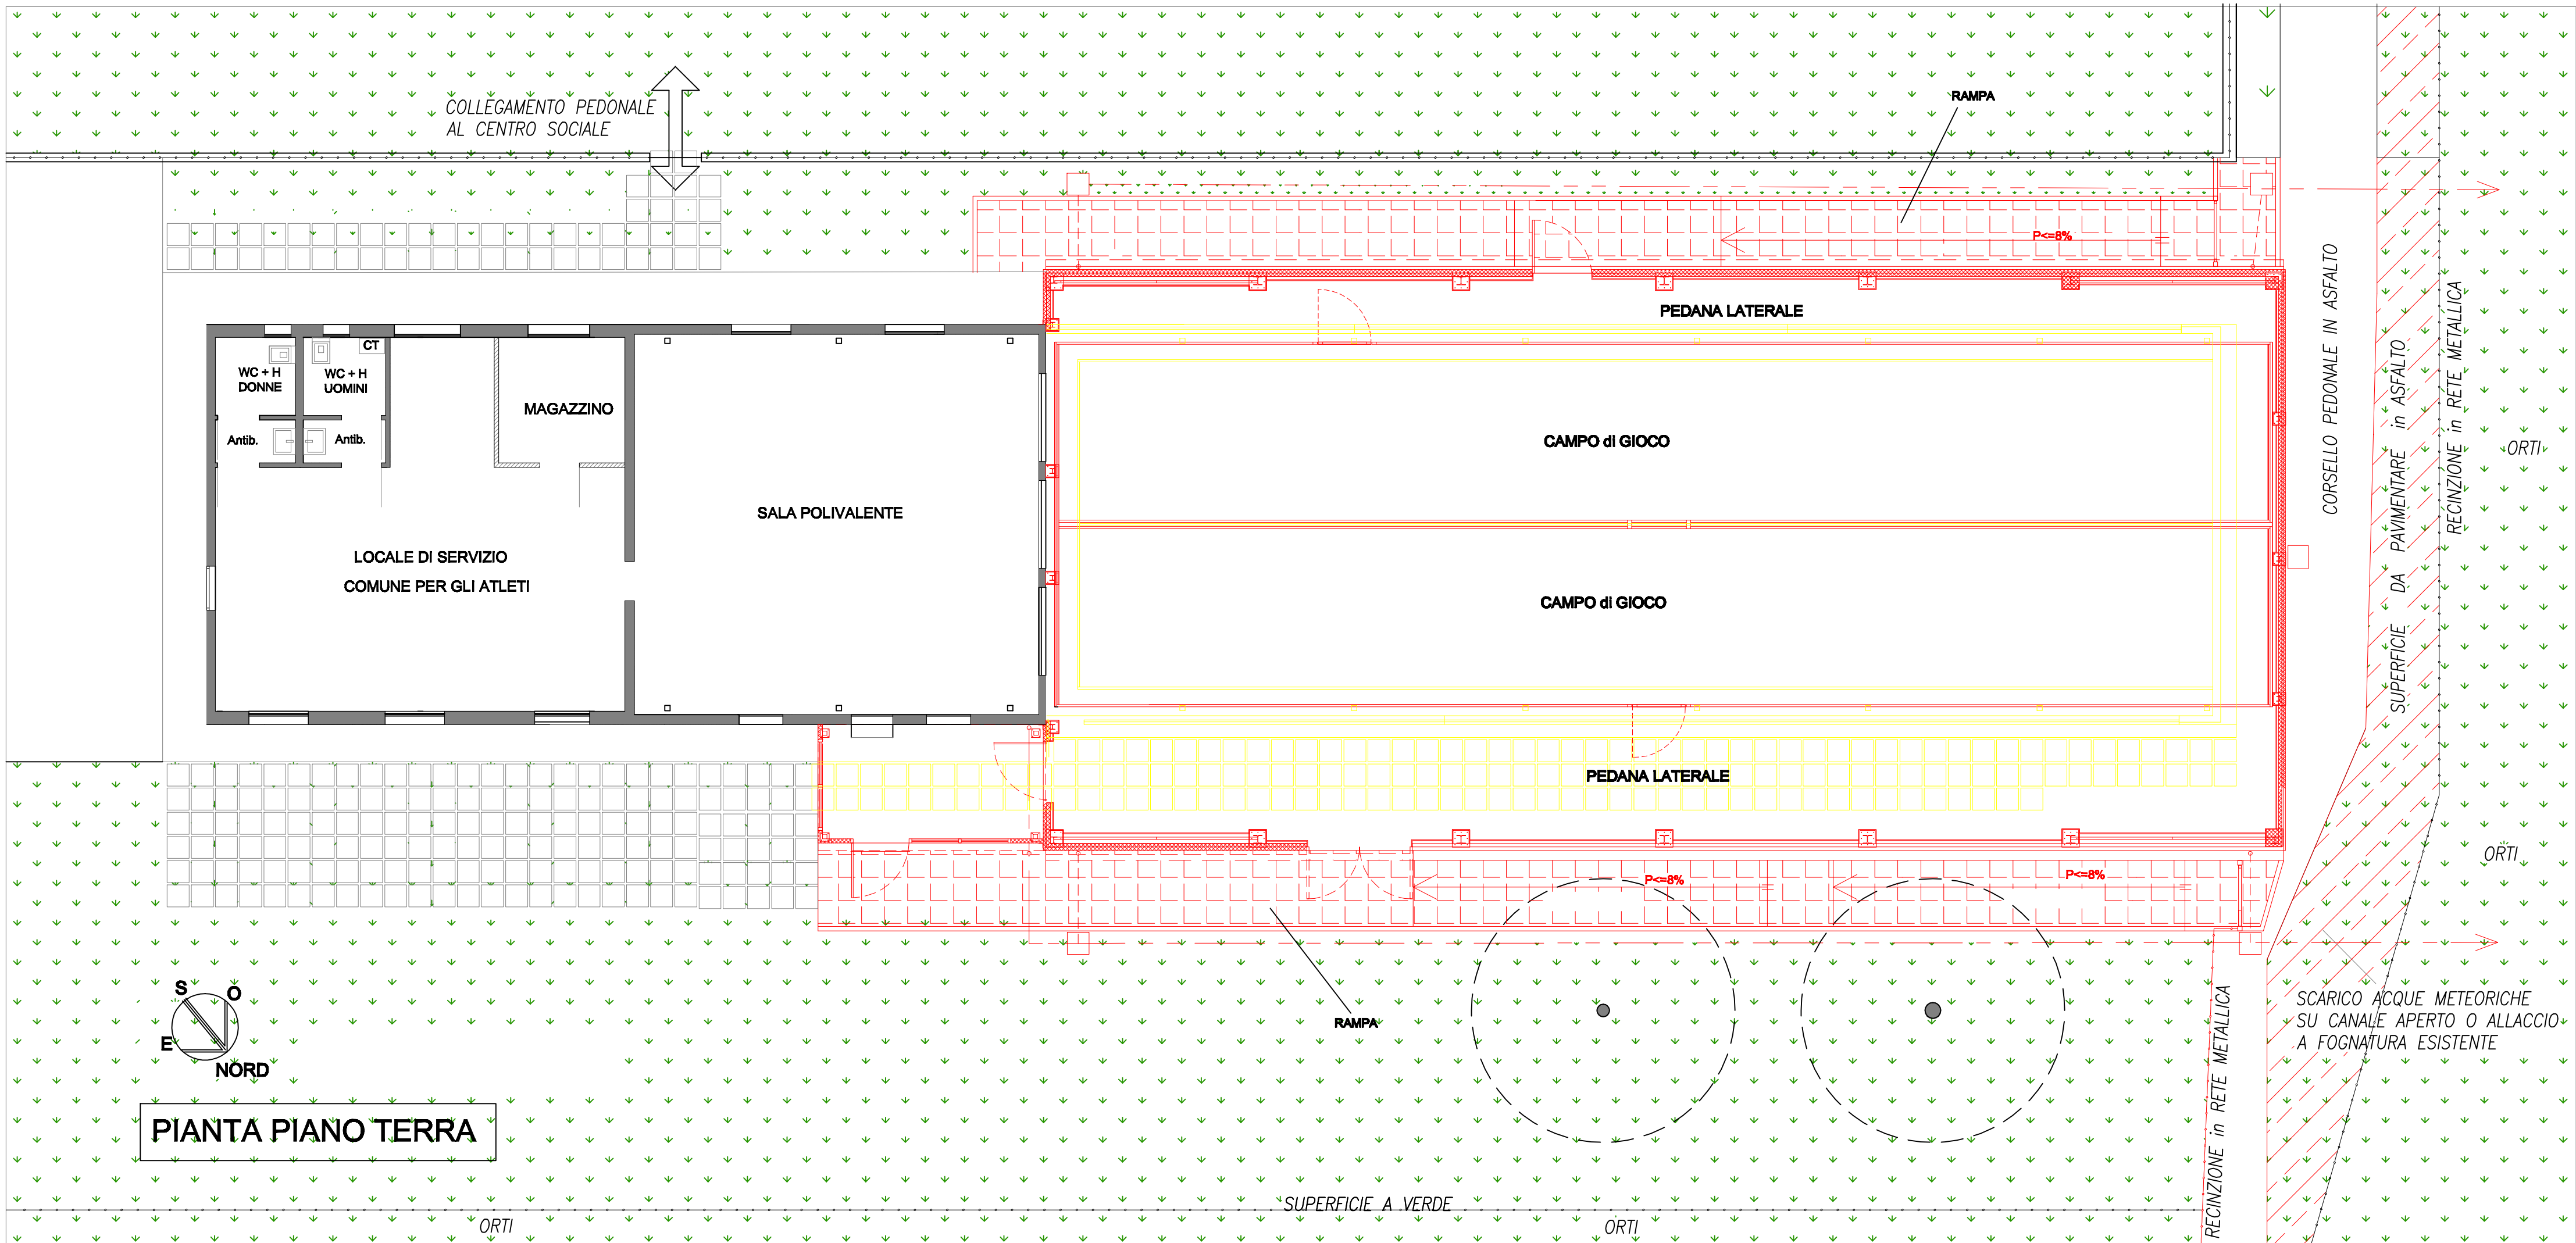 COLLEGAMENTO PEDONALE
AL CENTRO SOCIALE
RAMPA
P<=8%
PEDANA LATERALE
CT
WC + H
DONNE
WC + H
UOMINI
MAGAZZINO
Antib.
Antib.
CAMPO di GIOCO
SALA POLIVALENTE
LOCALE DI SERVIZIO
COMUNE PER GLI ATLETI
CAMPO di GIOCO
PEDANA LATERALE
CORSELLO PEDONALE IN ASFALTO
SUPERFICIE DA PAVIMENTARE in ASFALTO
RECINZIONE in RETE METALLICA
ORTI
ORTI
P<=8%
P<=8%
RAMPA
S
O
E
NORD
PIANTA PIANO TERRA
SCARICO ACQUE METEORICHE
SU CANALE APERTO O ALLACCIO
A FOGNATURA ESISTENTE
RECINZIONE in RETE METALLICA
SUPERFICIE A VERDE
ORTI
ORTI